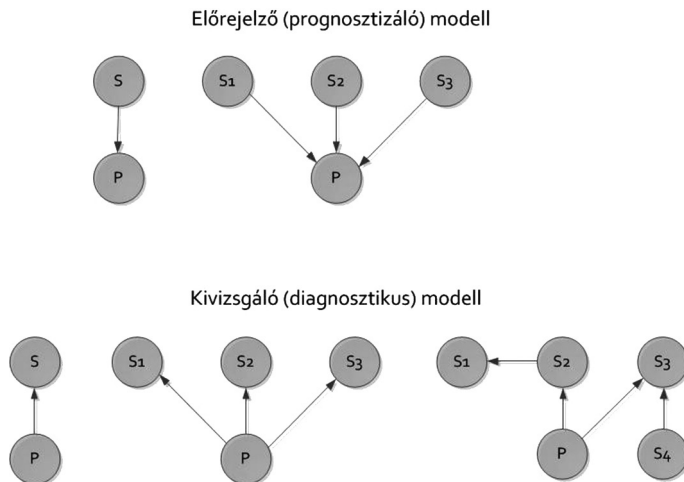 Előrejelző (prognosztizáló) modell
S S1 S2 S3
P P
Kivizsgáló (diagnosztikus) modell
S S1 S2 S3 S1 S2 S3
P P P S4